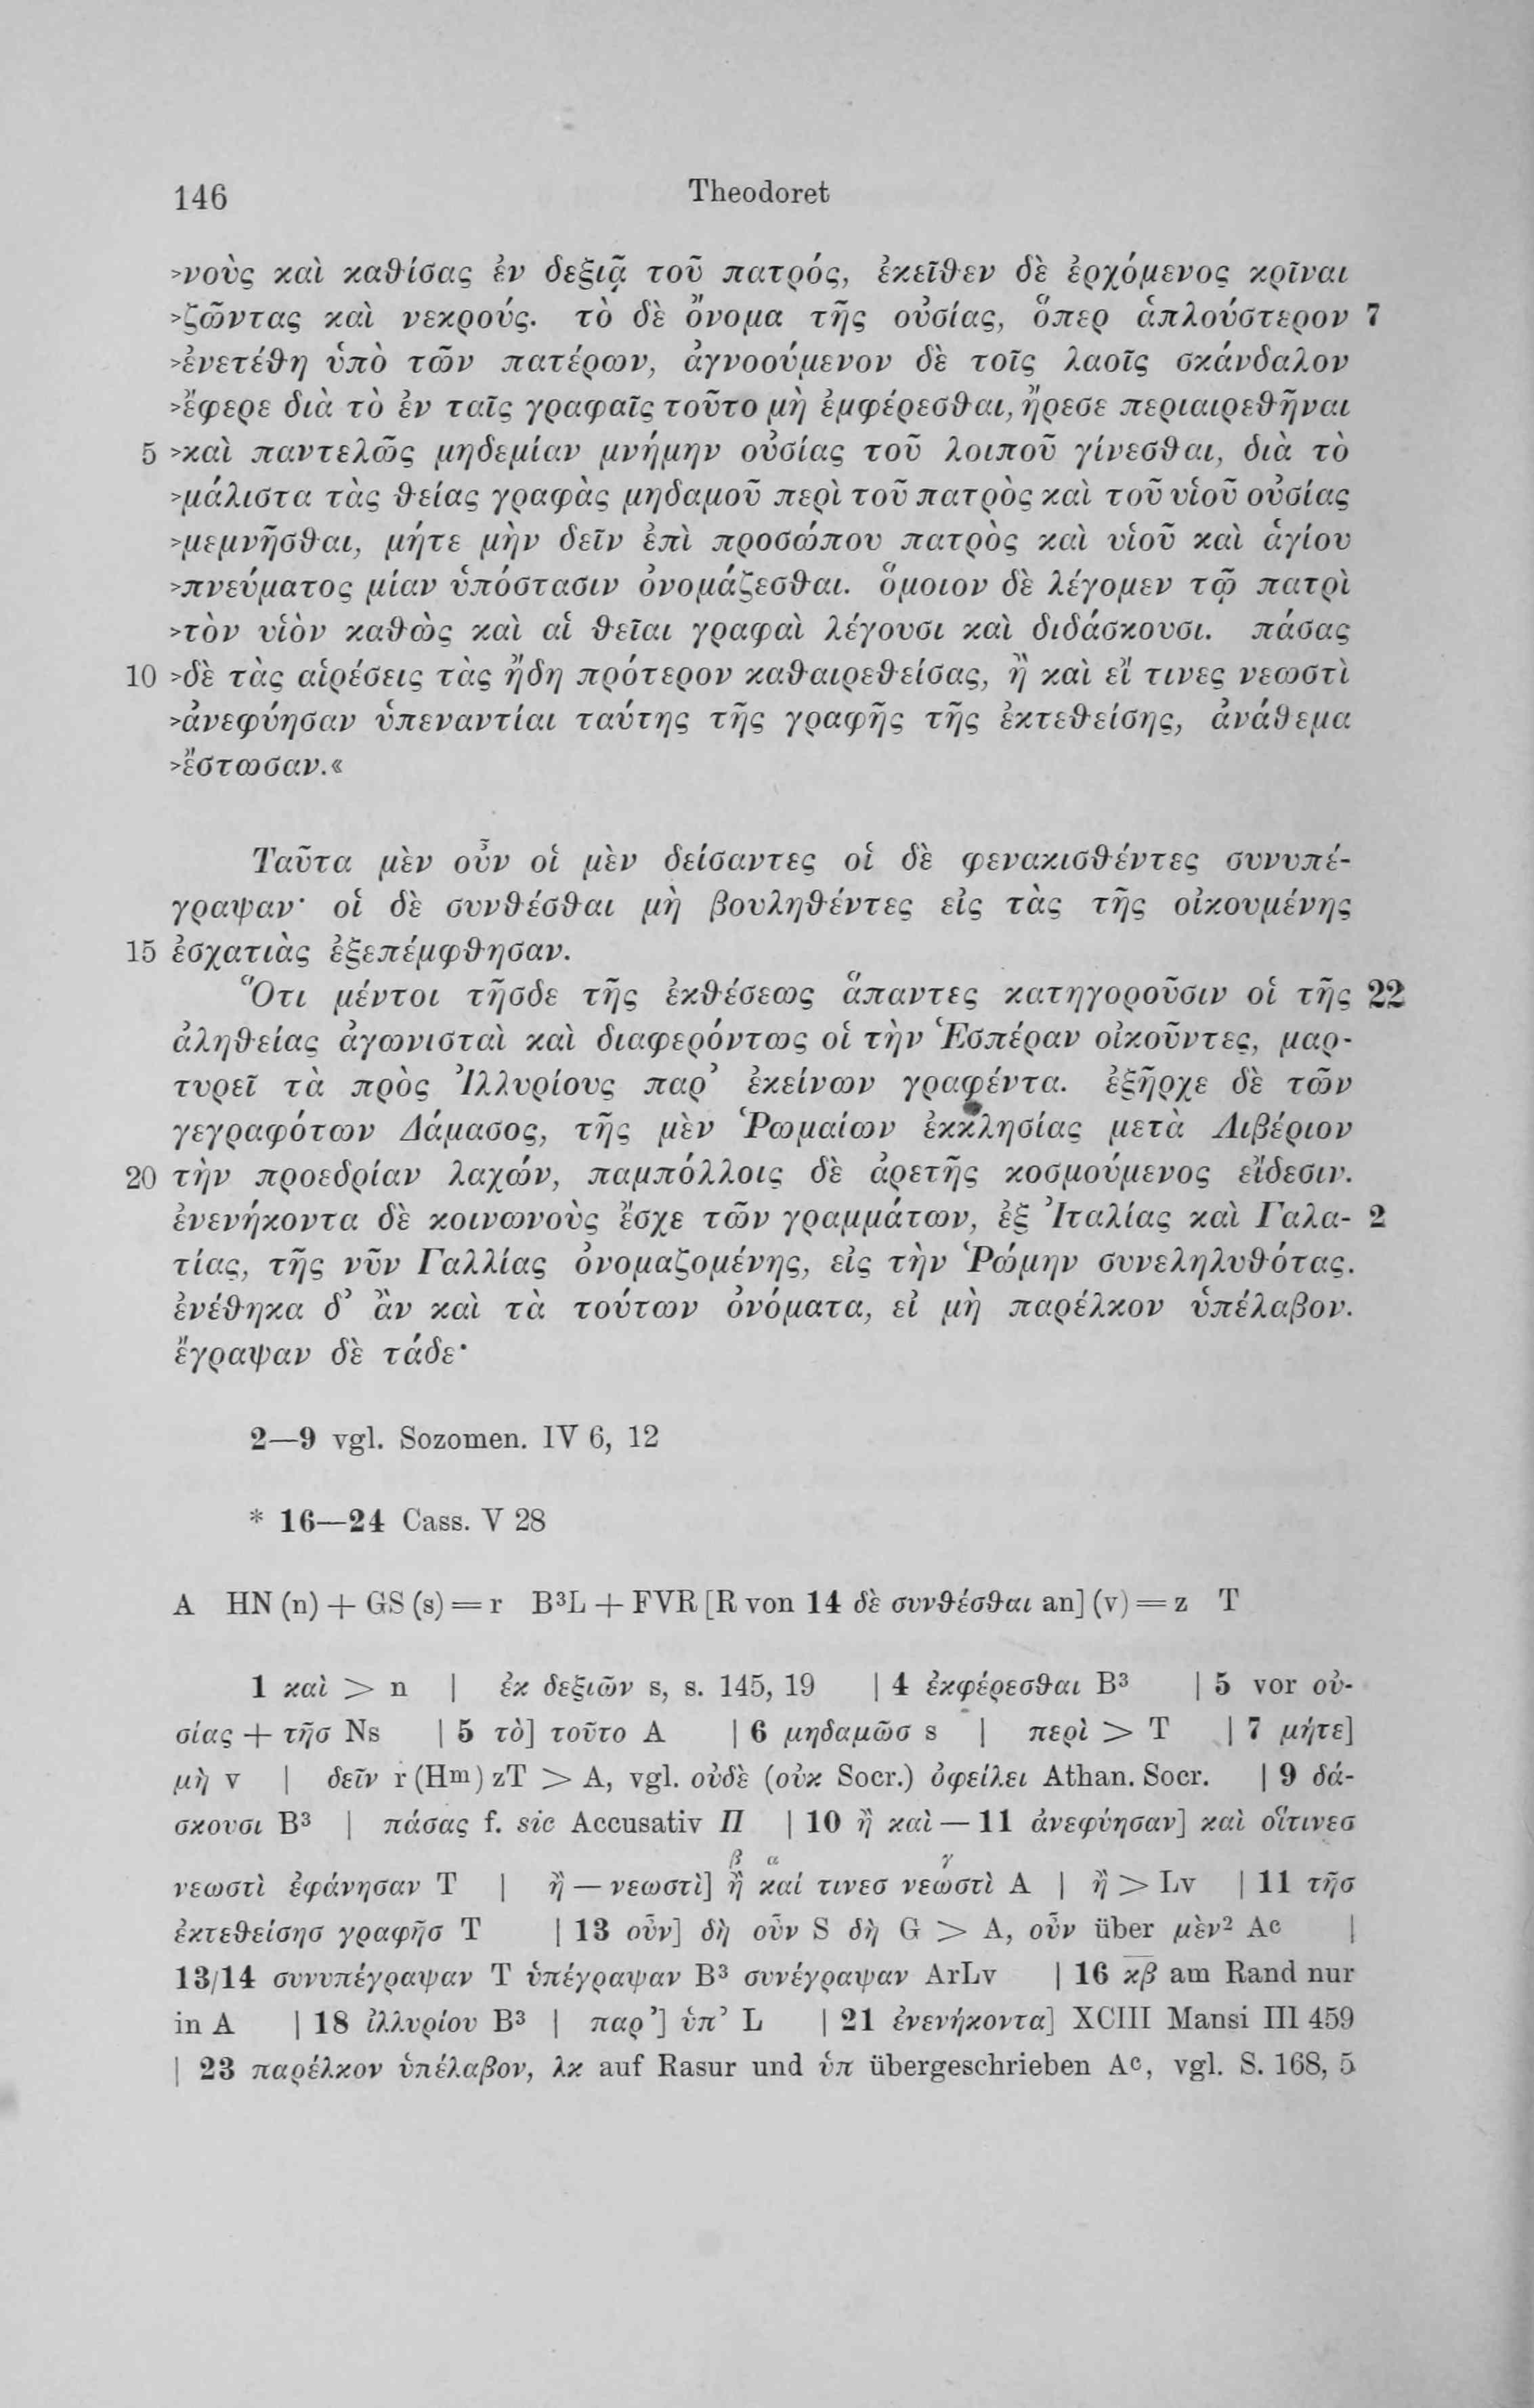 146 Theodoret
>νοὺς καὶ καθίσας ἐν δεξιᾷ τοῦ πατρός, ἐκεῖθεν δὲ ἐρχόμενος κρῖναι
>ζῶντας καὶ νεκρούς. τὸ δὲ ὄνομα τῆς οὐσίας, ὅπερ ἁπλούστερον 7
>ἐνετέθη ὑπὸ τῶν πατέρων, ἀγνοούμενον δὲ τοῖς λαοῖς σκάνδαλον
>ἔφερε διὰ τὸ ἐν ταῖς γραφαῖς τοῦτο μὴ ἐμφέρεσθαι, ἤρεσε περιαιρεθῆναι
5 >καὶ παντελῶς μηδεμίαν μνήμην οὐσίας τοῦ λοιποῦ γίνεσθαι, διὰ τὸ
>μάλιστα τὰς θείας γραφὰς μηδαμοῦ περὶ τοῦ πατρὸς καὶ τοῦ υἱοῦ οὐσίας
>μεμνῆσθαι, μήτε μὴν δεῖν ἐπὶ προσώπου πατρὸς καὶ υἱοῦ καὶ ἁγίου
>πνεύματος μίαν ὑπόστασιν ὀνομάζεσθαι. ὅμοιον δὲ λέγομεν τῷ πατρὶ
>τὸν υἱὸν καθὼς καὶ αἱ θεῖαι γραφαὶ λέγουσι καὶ διδάσκουσι. πάσας
10 >δὲ τὰς αἱρέσεις τὰς ἤδη πρότερον καθαιρεθείσας, ἢ καὶ εἴ τινες νεωστὶ
>ἀνεφύησαν ὑπεναντίαι ταύτης τῆς γραφῆς τῆς ἐκτεθείσης, ἀνάθεμα
>ἔστωσαν.«
Ταῦτα μὲν οὖν οἱ μὲν δείσαντες οἱ δὲ φενακισθέντες συνυπέ-
γραψαν· οἱ δὲ συνθέσθαι μὴ βουληθέντες εἰς τὰς τῆς οἰκουμένης
15 ἐσχατιὰς ἐξεπέμφθησαν.
Ὅτι μέντοι τῆσδε τῆς ἐκθέσεως ἅπαντες κατηγοροῦσιν οἱ τῆς 22
ἀληθείας ἀγωνισταὶ καὶ διαφερόντως οἱ τὴν Ἑσπέραν οἰκοῦντες, μαρ-
τυρεῖ τὰ πρὸς Ἰλλυρίους παρ’ ἐκείνων γραφέντα. ἐξῆρχε δὲ τῶν
γεγραφότων Δάμασος, τῆς μὲν Ῥωμαίων ἐκκλησίας μετὰ Λιβέριον
20 τὴν προεδρίαν λαχών, παμπόλλοις δὲ ἀρετῆς κοσμούμενος εἴδεσιν.
ἐνενήκοντα δὲ κοινωνοὺς ἔσχε τῶν γραμμάτων, ἐξ Ἰταλίας καὶ Γαλα- 2
τίας, τῆς νῦν Γαλλίας ὀνομαζομένης, εἰς τὴν Ῥώμην συνεληλυθότας.
ἐνέθηκα δ’ ἂν καὶ τὰ τούτων ὀνόματα, εἰ μὴ παρέλκον ὑπέλαβον.
ἔγραψαν δὲ τάδε·
2—9 vgl. Sozomen. IV 6, 12
* 16—24 Cass. V 28
A HN (n) + GS (s) = r B³L + FVR [R von 14 δὲ συνθέσθαι an] (v) = z T
1 καὶ > n | ἐκ δεξιῶν s, s. 145, 19 | 4 ἐκφέρεσθαι B³ | 5 vor οὐ-
σίας + τῆσ Ns | 5 τὸ] τοῦτο A | 6 μηδαμῶσ s | περὶ > T | 7 μήτε]
μὴ v | δεῖν r (Hᵐ) zT > A, vgl. οὐδὲ (οὐκ Socr.) ὀφείλει Athan. Socr. | 9 δά-
σκουσι B³ | πάσας f. sic Accusativ Π | 10 ἢ καὶ — 11 ἀνεφύησαν] καὶ οἵτινεσ
νεωστὶ ἐφάνησαν T | ἢ — νεωστὶ] β ἢ α καί τινεσ γ νεωστὶ A | ἢ > Lv | 11 τῆσ
ἐκτεθείσησ γραφῆσ T | 13 οὖν] δὴ οὖν S δὴ G > A, οὖν über μὲν² Aᶜ |
13/14 συνυπέγραψαν T ὑπέγραψαν B³ συνέγραψαν ArLv | 16 κβ am Rand nur
in A | 18 ἰλλυρίου B³ | παρ’] ὑπ’ L | 21 ἐνενήκοντα] XCIII Mansi III 459
| 23 παρέλκον ὑπέλαβον, λκ auf Rasur und ὑπ übergeschrieben Aᶜ, vgl. S. 168, 5